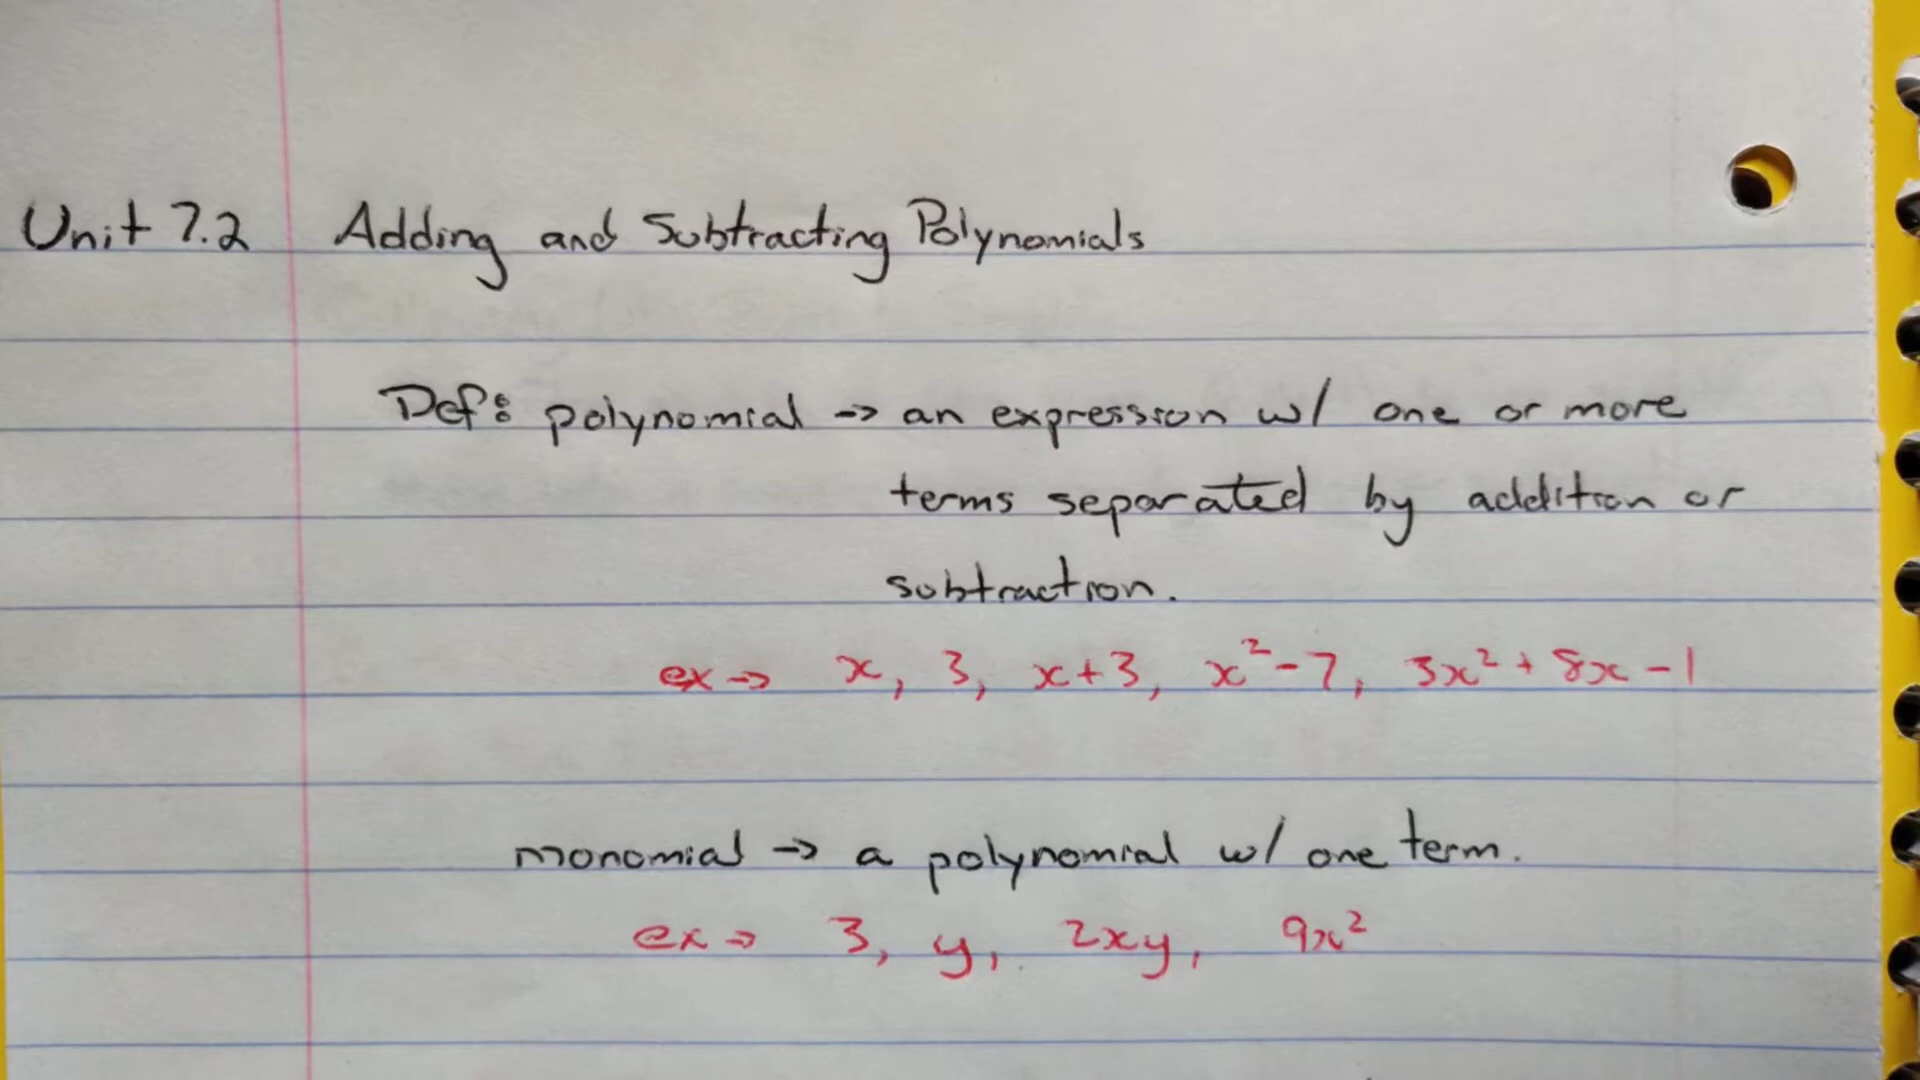 Unit 7.2 Adding and Subtracting Polynomials
Def: polynomial → an expression w/ one or more
terms separated by addition or
subtraction.
ex → x, 3, x+3, x²-7, 3x²+8x-1
monomial → a polynomial w/ one term.
ex → 3, y, 2xy, 9x²